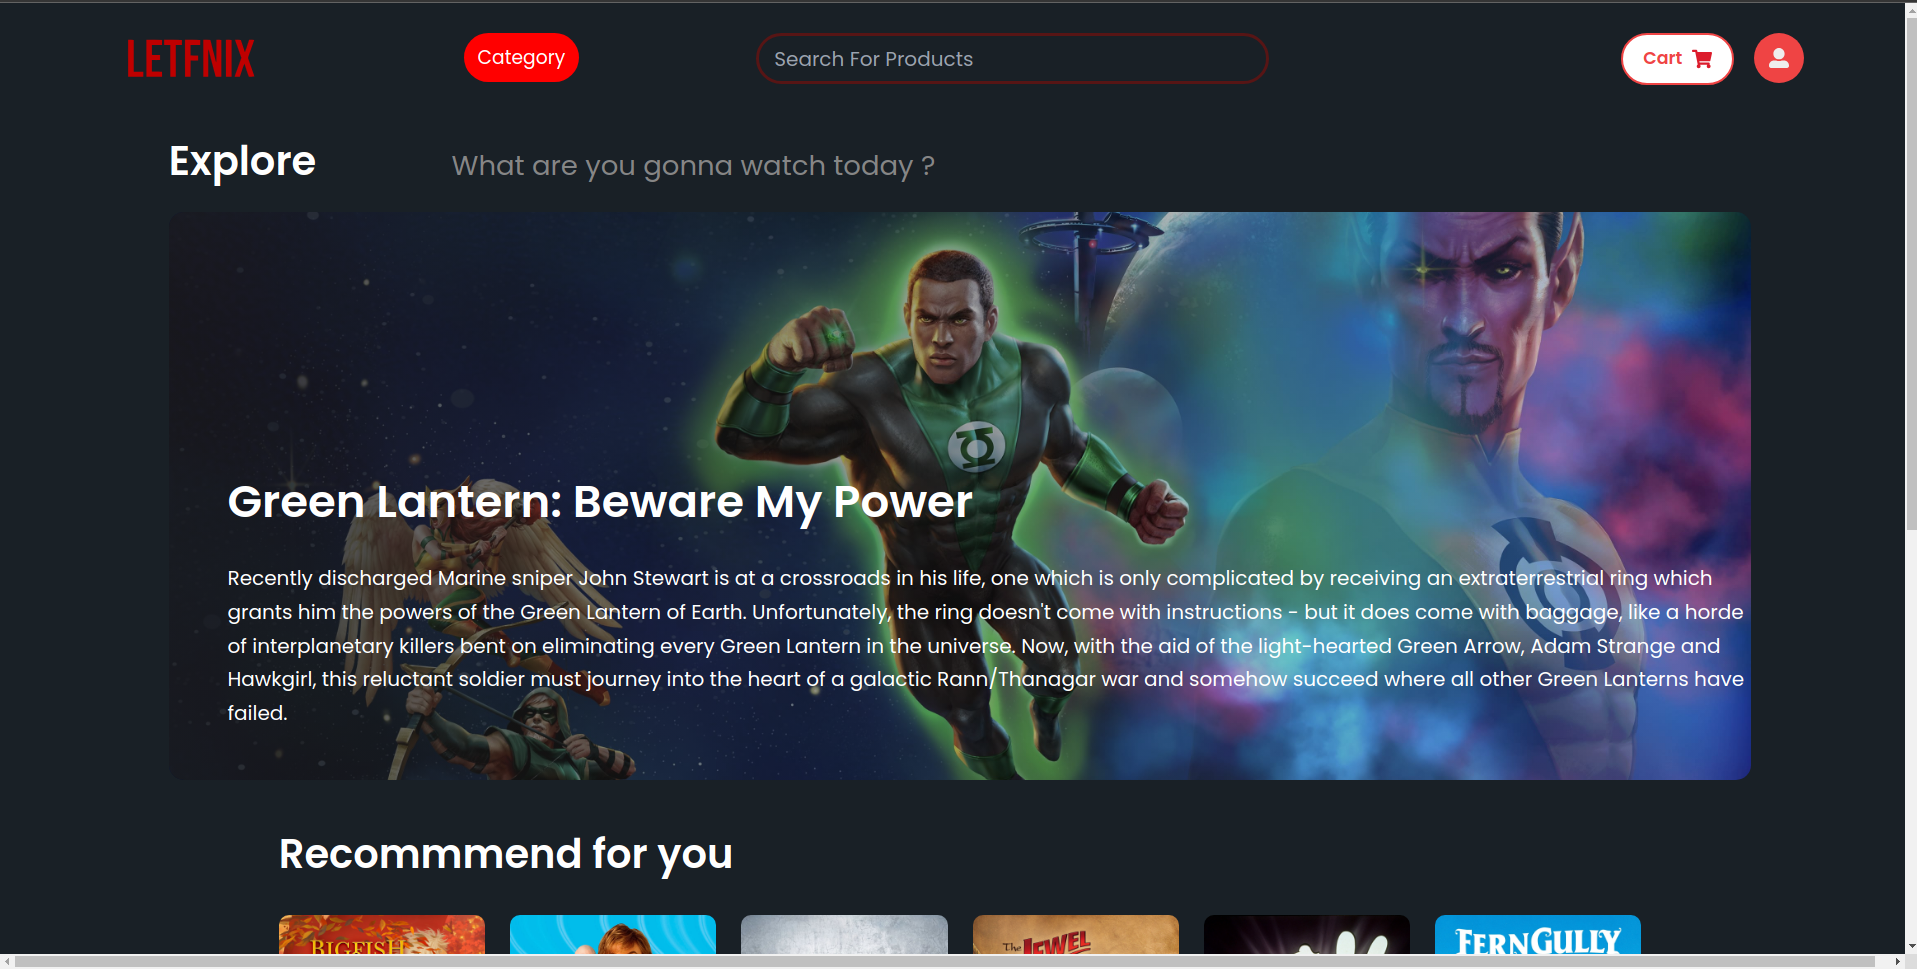 LETFNIX
Category
Search For Products
Cart
Explore
What are you gonna watch today ?
Green Lantern: Beware My Power
Recently discharged Marine sniper John Stewart is at a crossroads in his life, one which is only complicated by receiving an extraterrestrial ring which
grants him the powers of the Green Lantern of Earth. Unfortunately, the ring doesn't come with instructions - but it does come with baggage, like a horde
of interplanetary killers bent on eliminating every Green Lantern in the universe. Now, with the aid of the light-hearted Green Arrow, Adam Strange and
Hawkgirl, this reluctant soldier must journey into the heart of a galactic Rann/Thanagar war and somehow succeed where all other Green Lanterns have
failed.
Recommmend for you
BIGFISH
The JEWEL
FERNGULLY